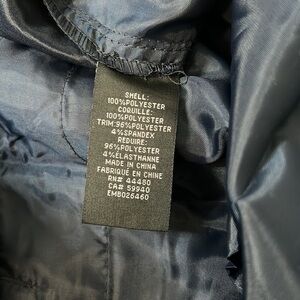 SHELL:
100%POLYESTER
COQUILLE:
100%POLYESTER
TRIM:96%POLYESTER
4%SPANDEX
REDUIRE:
96%POLYESTER
4%ELASTHANNE
MADE IN CHINA
FABRIQUÉ EN CHINE
RN# 44480
CA# 59940
EMB026460